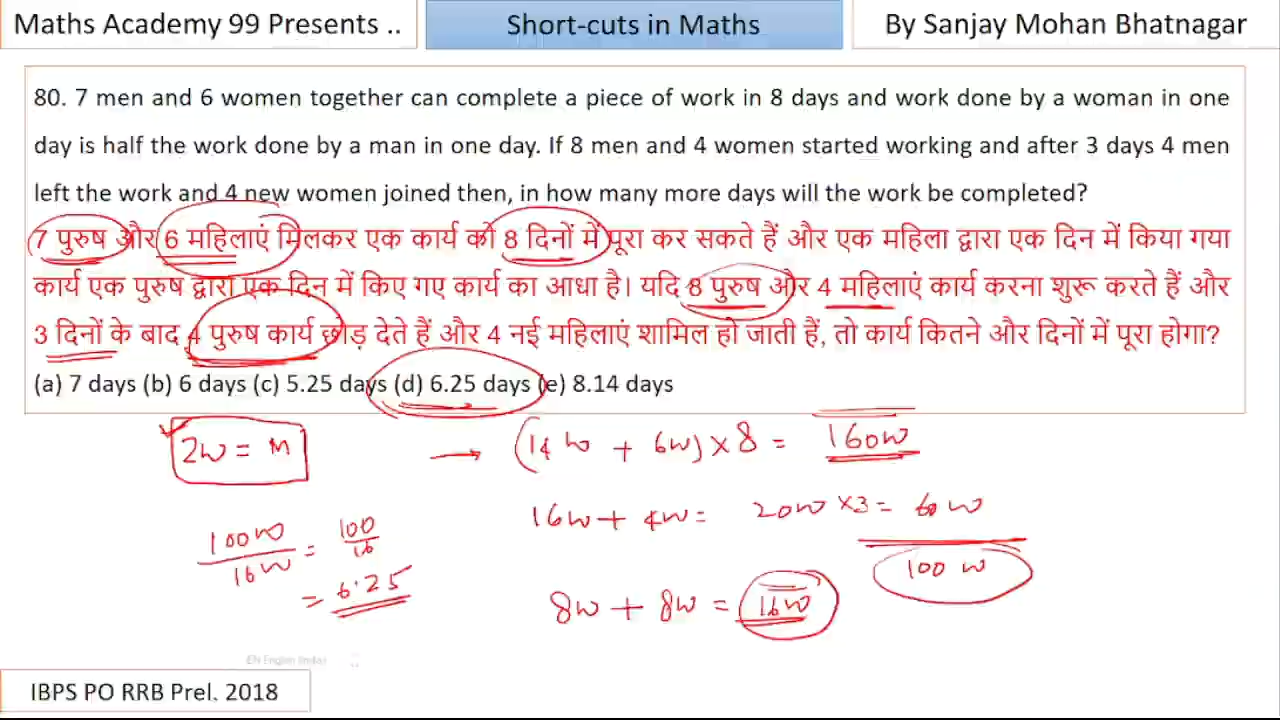 Maths Academy 99 Presents ..
Short-cuts in Maths
By Sanjay Mohan Bhatnagar
80. 7 men and 6 women together can complete a piece of work in 8 days and work done by a woman in one
day is half the work done by a man in one day. If 8 men and 4 women started working and after 3 days 4 men
left the work and 4 new women joined then, in how many more days will the work be completed?
7 पुरुष और 6 महिलाएं मिलकर एक कार्य को 8 दिनों में पूरा कर सकते हैं और एक महिला द्वारा एक दिन में किया गया
कार्य एक पुरुष द्वारा एक दिन में किए गए कार्य का आधा है। यदि 8 पुरुष और 4 महिलाएं कार्य करना शुरू करते हैं और
3 दिनों के बाद 4 पुरुष कार्य छोड़ देते हैं और 4 नई महिलाएं शामिल हो जाती हैं, तो कार्य कितने और दिनों में पूरा होगा?
(a) 7 days (b) 6 days (c) 5.25 days (d) 6.25 days (e) 8.14 days
2w = m
(14w + 6w) × 8 = 160w
16w + 4w = 20w × 3 = 60w
100w
100w/16w = 100/16
= 6.25
8w + 8w = 16w
EN English (India)
IBPS PO RRB Prel. 2018